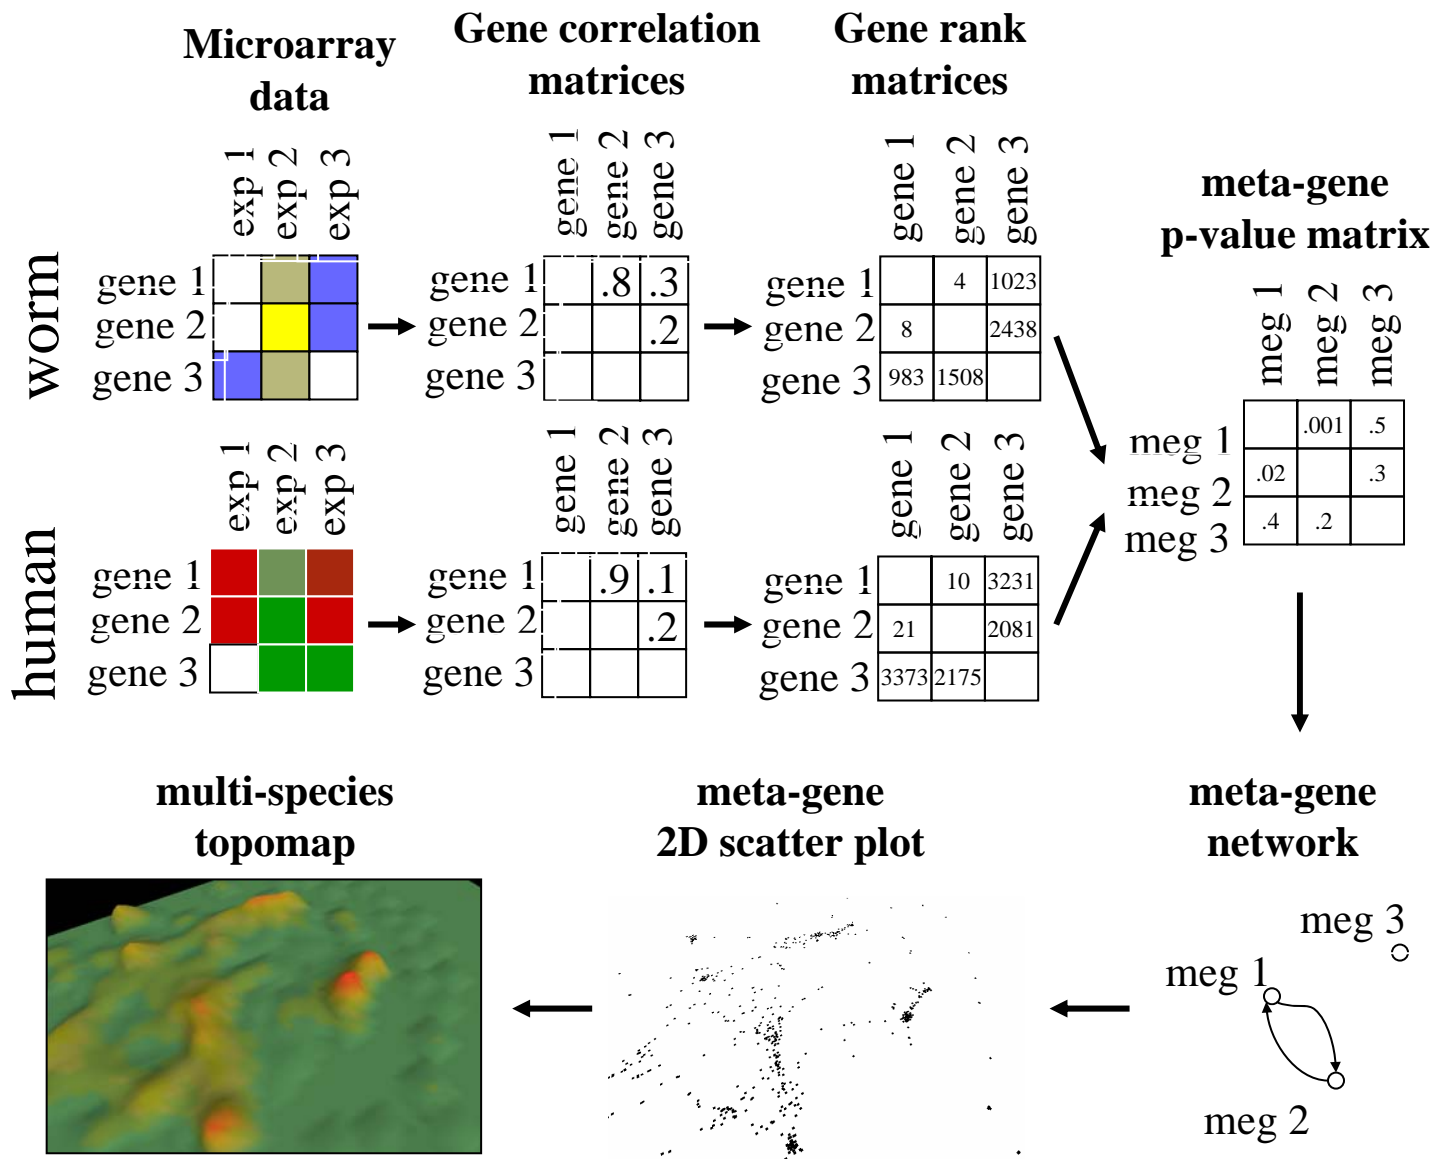 Microarray
data
Gene correlation
matrices
Gene rank
matrices
meta-gene
p-value matrix
worm
exp 1
exp 2
exp 3
gene 1
gene 2
gene 3
gene 1
gene 2
gene 3
gene 1 .8 .3
gene 2 .2
gene 3
gene 1
gene 2
gene 3
gene 1 4 1023
gene 2 8 2438
gene 3 983 1508
meg 1
meg 2
meg 3
meg 1 .001 .5
meg 2 .02 .3
meg 3 .4 .2
human
exp 1
exp 2
exp 3
gene 1
gene 2
gene 3
gene 1
gene 2
gene 3
gene 1 .9 .1
gene 2 .2
gene 3
gene 1
gene 2
gene 3
gene 1 10 3231
gene 2 21 2081
gene 3 3373 2175
multi-species
topomap
meta-gene
2D scatter plot
meta-gene
network
meg 3
meg 1
meg 2